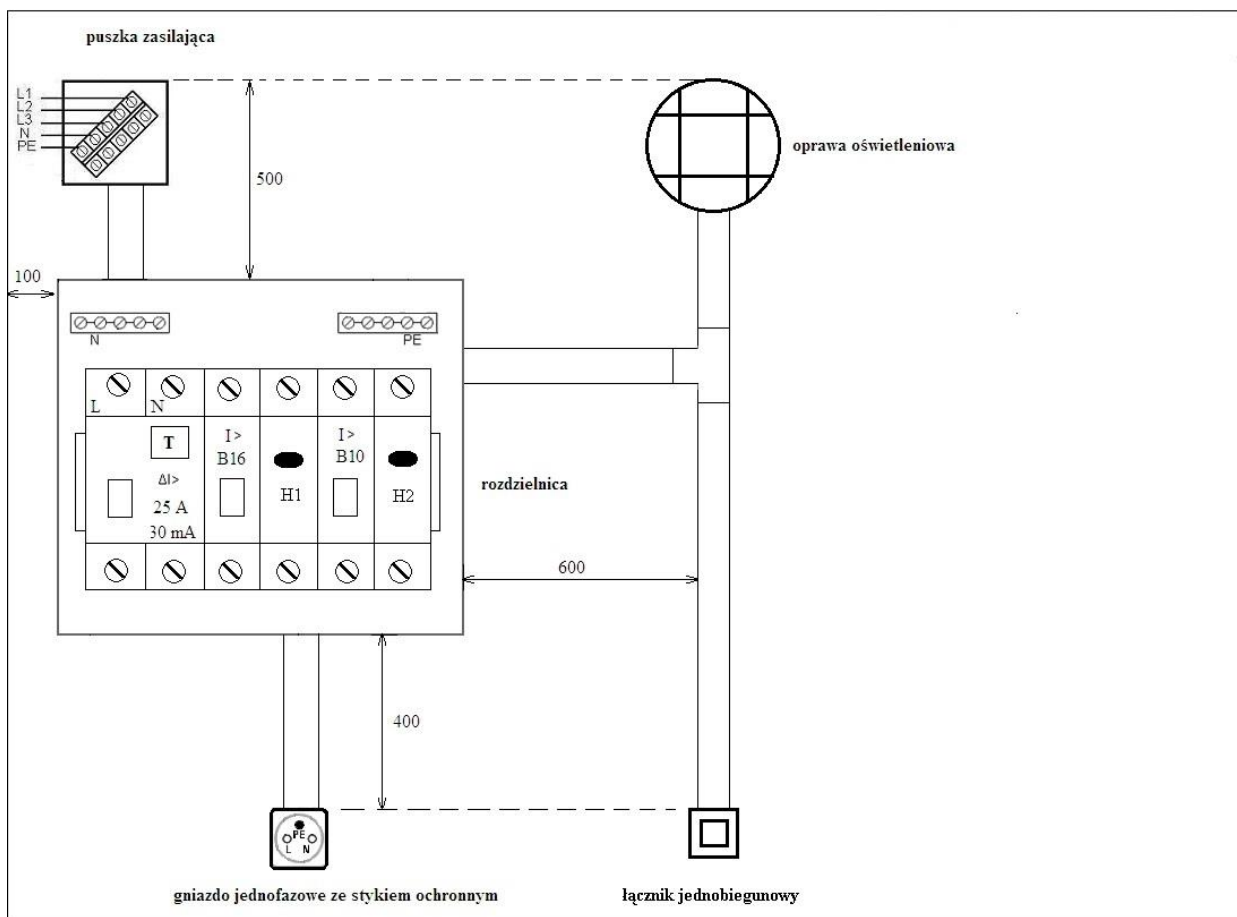 puszka zasilająca
L1
L2
L3
N
PE
oprawa oświetleniowa
500
100
N
PE
L
N
T
I>
B16
I>
B10
ΔI>
25 A
30 mA
H1
H2
rozdzielnica
600
400
PE
L N
gniazdo jednofazowe ze stykiem ochronnym
łącznik jednobiegunowy